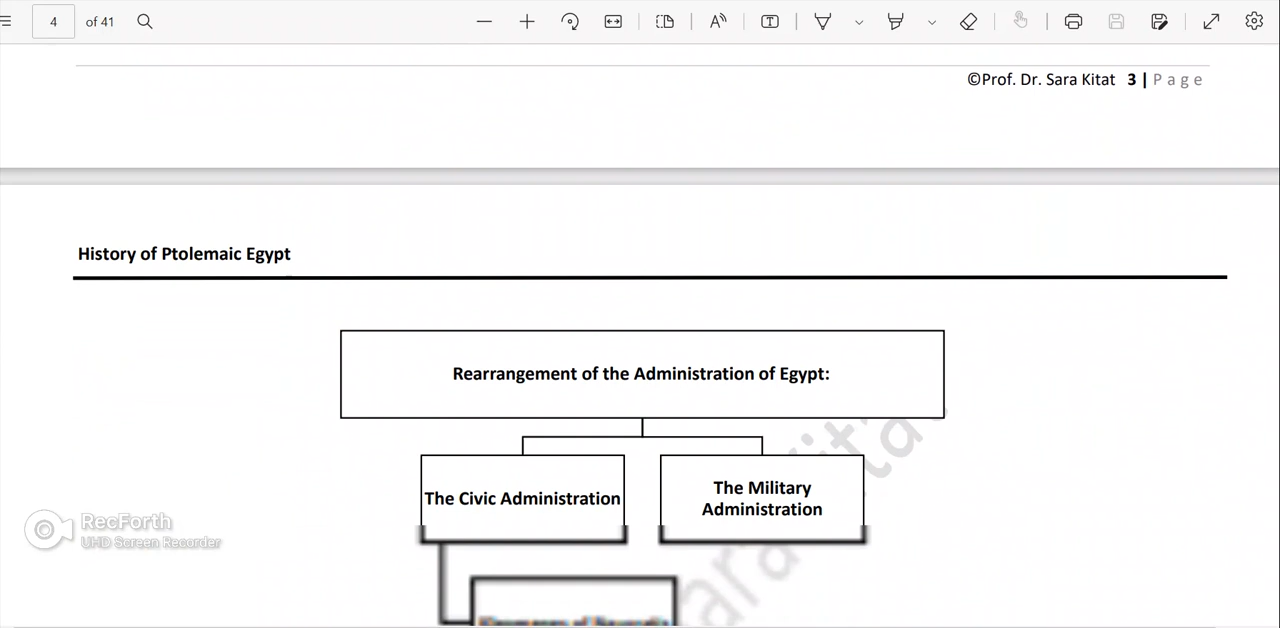 4 of 41
©Prof. Dr. Sara Kitat 3 | Page
History of Ptolemaic Egypt
Rearrangement of the Administration of Egypt:
The Civic Administration
The Military
Administration
RecForth
UHD Screen Recorder